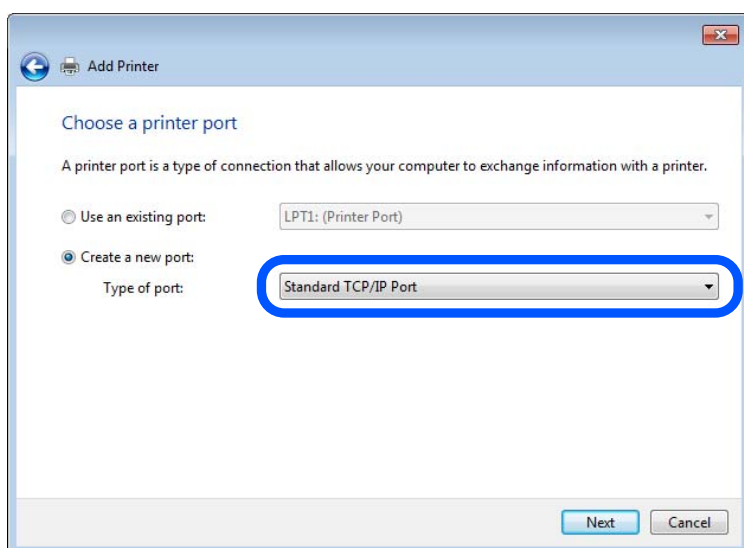 Add Printer
Choose a printer port
A printer port is a type of connection that allows your computer to exchange information with a printer.
Use an existing port:
LPT1: (Printer Port)
Create a new port:
Type of port:
Standard TCP/IP Port
Next
Cancel